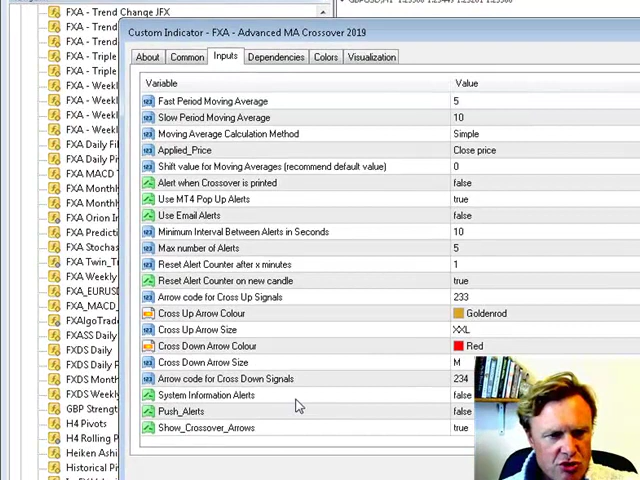 FXA - Trend Change JFX
FXA - Trend
FXA - Triple
FXA - Triple
FXA - Triple
FXA - Weekl
FXA - Weekl
FXA - Weekl
FXA - Weekl
FXA Daily Fi
FXA Daily Pi
FXA MACD
FXA Monthl
FXA Monthl
FXA Orion In
FXA Predicti
FXA Stochas
FXA Twin_T
FXA Weekly
FXA_EURUSD
FXA_MACD_
FXAlgoTrade
FXASS Daily
FXDS Daily
FXDS Monthl
FXDS Weekl
GBP Strengt
H4 Pivots
H4 Rolling P
Heiken Ashi
Historical Pri
Custom Indicator - FXA - Advanced MA Crossover 2019
About Common Inputs Dependencies Colors Visualization
Variable Value
Fast Period Moving Average 5
Slow Period Moving Average 10
Moving Average Calculation Method Simple
Applied_Price Close price
Shift value for Moving Averages (recommend default value) 0
Alert when Crossover is printed false
Use MT4 Pop Up Alerts true
Use Email Alerts false
Minimum Interval Between Alerts in Seconds 10
Max number of Alerts 5
Reset Alert Counter after x minutes 1
Reset Alert Counter on new candle true
Arrow code for Cross Up Signals 233
Cross Up Arrow Colour Goldenrod
Cross Up Arrow Size XXL
Cross Down Arrow Colour Red
Cross Down Arrow Size M
Arrow code for Cross Down Signals 234
System Information Alerts false
Push_Alerts false
Show_Crossover_Arrows true